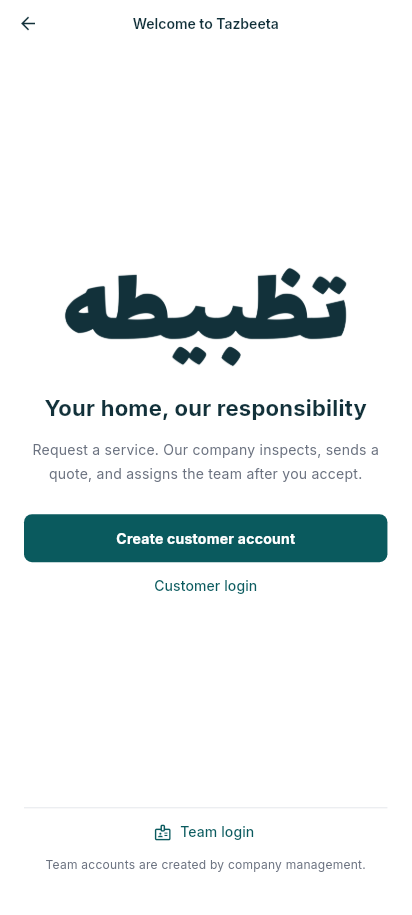 Welcome to Tazbeeta
تظبيطه
Your home, our responsibility
Request a service. Our company inspects, sends a
quote, and assigns the team after you accept.
Create customer account
Customer login
Team login
Team accounts are created by company management.